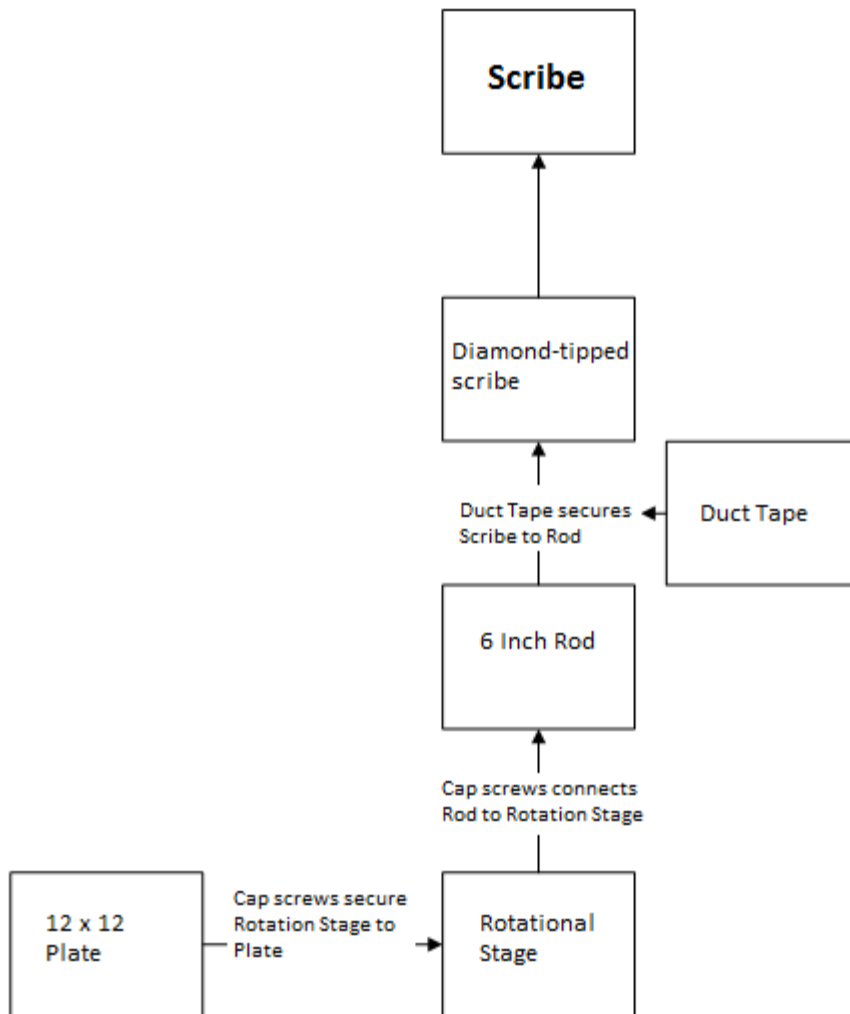 Scribe
Diamond-tipped
scribe
Duct Tape secures
Scribe to Rod
Duct Tape
6 Inch Rod
Cap screws connects
Rod to Rotation Stage
12 x 12
Plate
Cap screws secure
Rotation Stage to
Plate
Rotational
Stage